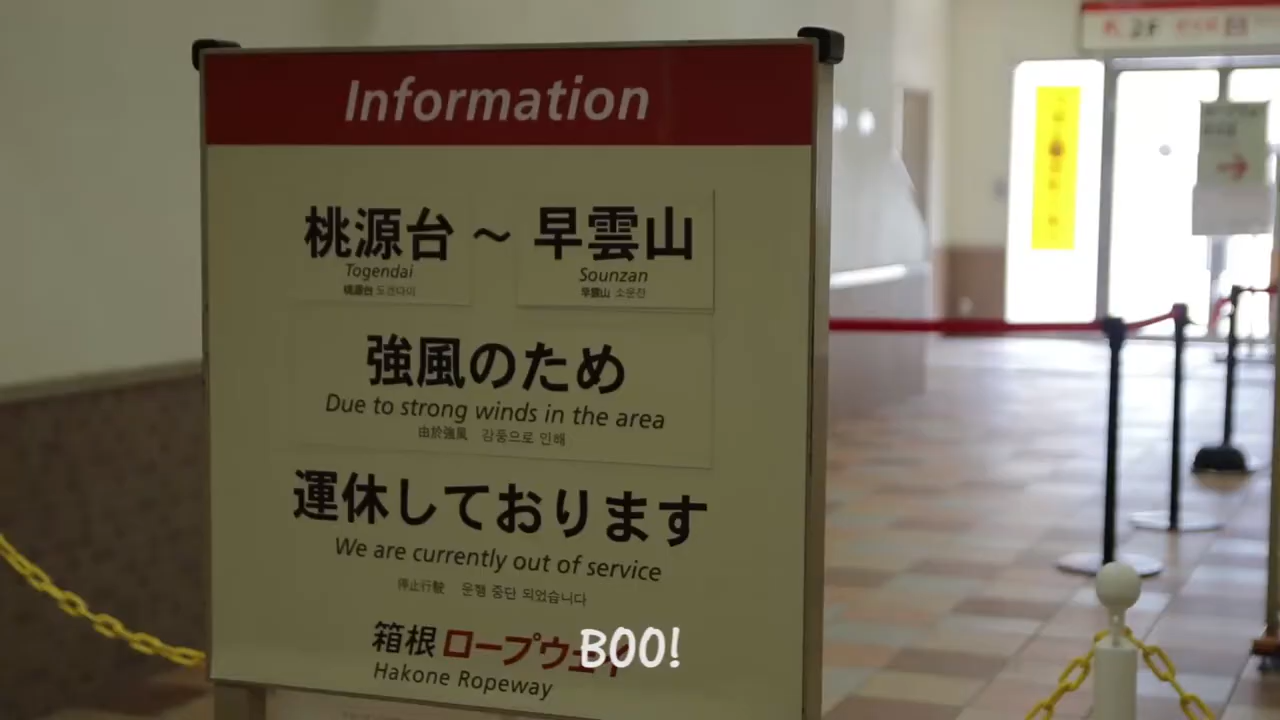 Information
桃源台 ~ 早雲山
Togendai Sounzan
桃源台 도겐다이 早雲山 소운잔
強風のため
Due to strong winds in the area
由於強風 강풍으로 인해
運休しております
We are currently out of service
停止行駛 운행 중단 되었습니다
箱根ロープウェイ
BOO!
Hakone Ropeway